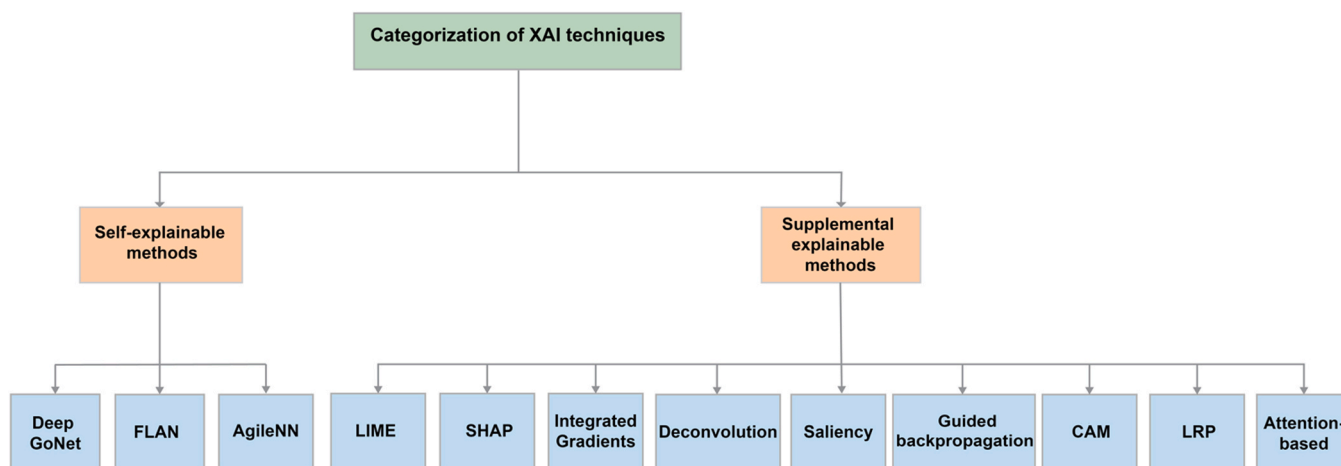 Categorization of XAI techniques
Self-explainable
methods
Supplemental
explainable
methods
Deep
GoNet
FLAN
AgileNN
LIME
SHAP
Integrated
Gradients
Deconvolution
Saliency
Guided
backpropagation
CAM
LRP
Attention-
based